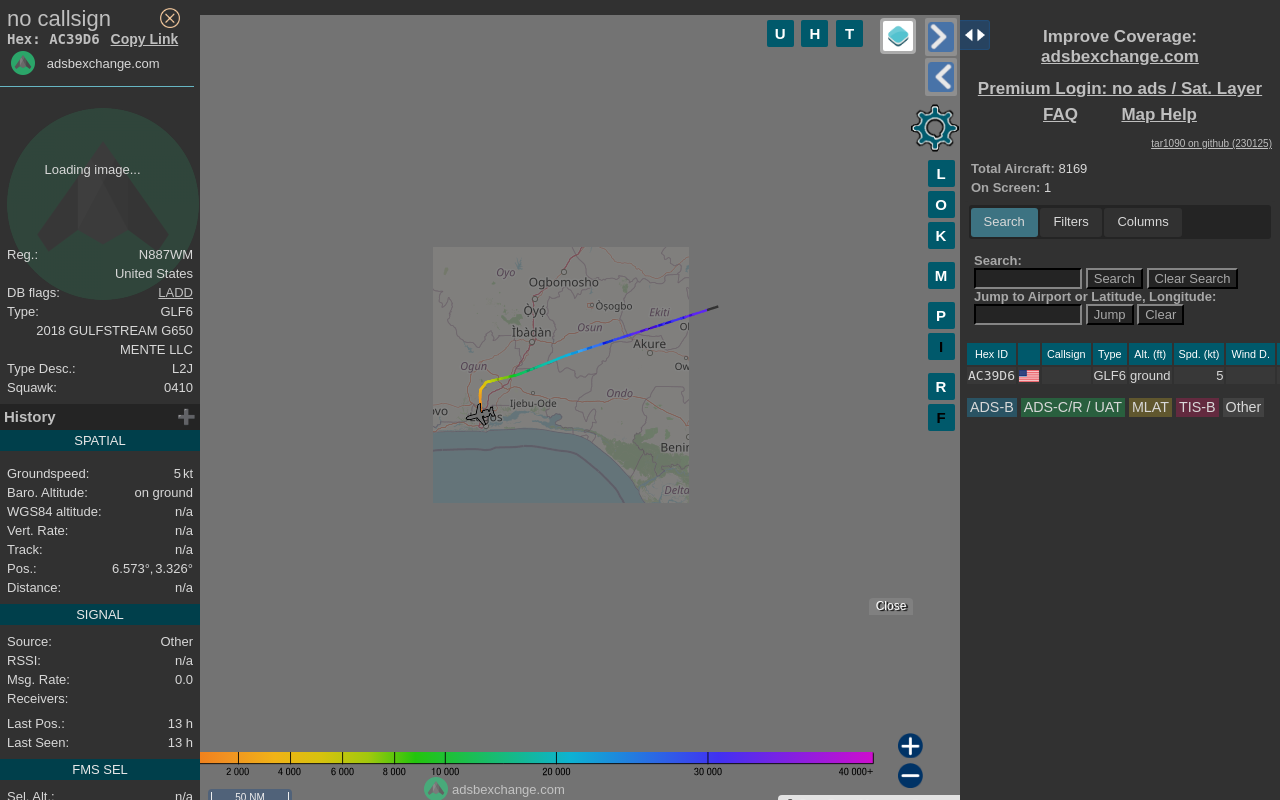 no callsign
Hex: AC39D6 Copy Link
adsbexchange.com
Loading image...
Reg.: N887WM
United States
DB flags: LADD
Type: GLF6
2018 GULFSTREAM G650
MENTE LLC
Type Desc.: L2J
Squawk: 0410
History
SPATIAL
Groundspeed: 5 kt
Baro. Altitude: on ground
WGS84 altitude: n/a
Vert. Rate: n/a
Track: n/a
Pos.: 6.573°, 3.326°
Distance: n/a
SIGNAL
Source: Other
RSSI: n/a
Msg. Rate: 0.0
Receivers:
Last Pos.: 13 h
Last Seen: 13 h
FMS SEL
Sel. Alt.: n/a
U H T
L
O
K
M
P
I
R
F
Oyo
Ogbomosho
Òyó
Òṣogbo
Ekiti
Ìbàdàn
Osun
Akure
Ogun
Ondo
Ijebu-Ode
Benin
Delta
Close
2 000 4 000 6 000 8 000 10 000 20 000 30 000 40 000+
adsbexchange.com
50 NM
Improve Coverage:
adsbexchange.com
Premium Login: no ads / Sat. Layer
FAQ Map Help
tar1090 on github (230125)
Total Aircraft: 8169
On Screen: 1
Search Filters Columns
Search:
Search Clear Search
Jump to Airport or Latitude, Longitude:
Jump Clear
Hex ID Callsign Type Alt. (ft) Spd. (kt) Wind D.
AC39D6 GLF6 ground 5
ADS-B ADS-C/R / UAT MLAT TIS-B Other